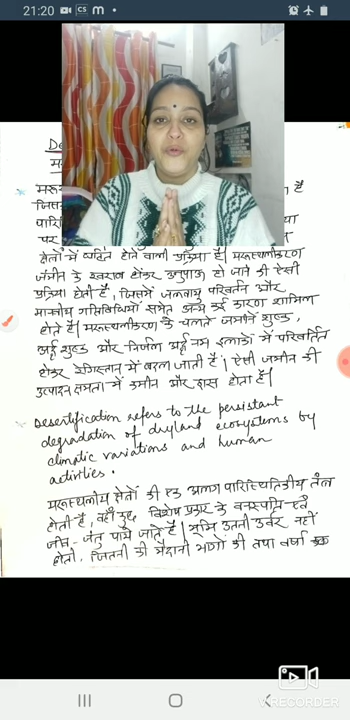 21:20
De
मरू
है
जिस
पारि
पर
क्षेत्रों में घटित होने वाली प्रक्रिया है। मरूस्थलीकरण
जमीन के खराब होकर अनुपजाऊ हो जाने की ऐसी
प्रक्रिया होती है, जिसमें जलवायु परिवर्तन और
मानवीय गतिविधियों समेत अन्य कई कारण शामिल
होते हैं। मरूस्थलीकरण के चलते जमीनें शुष्क,
अर्द्ध शुष्क और निर्जल अर्द्ध नम इलाकों में परिवर्तित
होकर रेगिस्तान में बदल जाती है। ऐसी जमीन की
उत्पादन क्षमता में कमी और ह्रास होता है।
Desertification refers to the persistant
degradation of dryland ecosystems by
climatic variations and human
activities.
मरूस्थलीय क्षेत्रों की एक अलग पारिस्थितिकीय तंत्र
होती है, वहाँ कुछ विशेष प्रकार के वनस्पति एवं
जीव-जंतु पाये जाते हैं। भूमि उतनी उर्वर नहीं
होती, जितनी की मैदानी भागों की तथा वर्षा
V RECORDER